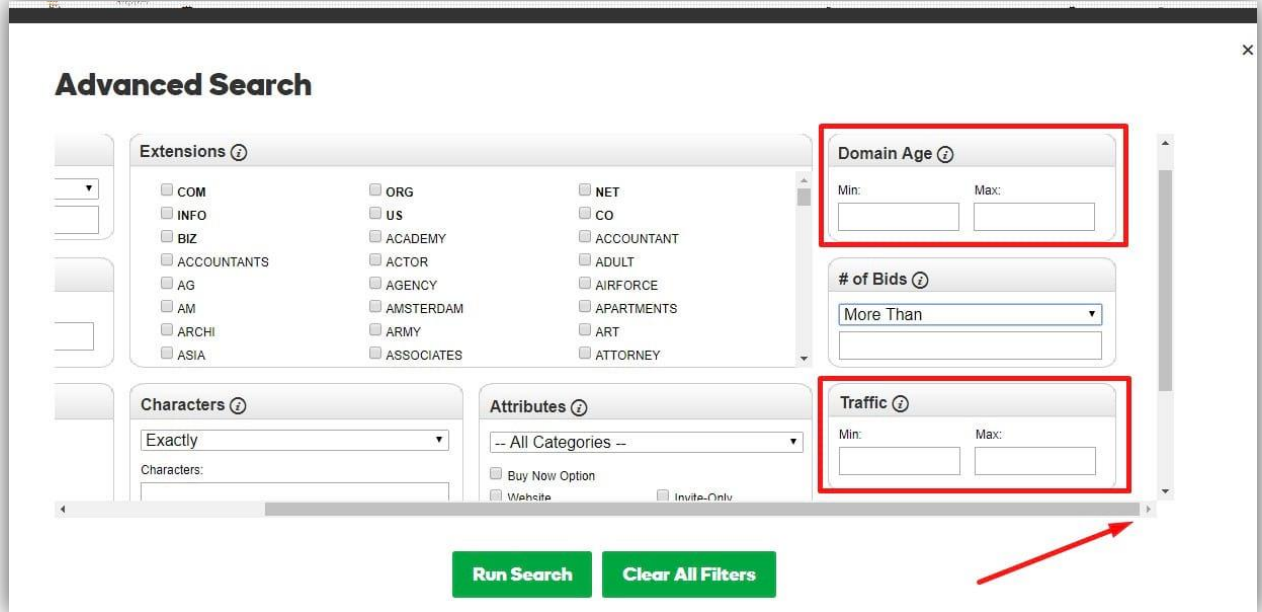 Advanced Search
Extensions
COM ORG NET
INFO US CO
BIZ ACADEMY ACCOUNTANT
ACCOUNTANTS ACTOR ADULT
AG AGENCY AIRFORCE
AM AMSTERDAM APARTMENTS
ARCHI ARMY ART
ASIA ASSOCIATES ATTORNEY
Domain Age
Min: Max:
# of Bids
More Than
Characters
Exactly
Characters:
Attributes
-- All Categories --
Buy Now Option
Website Invite-Only
Traffic
Min: Max:
Run Search Clear All Filters